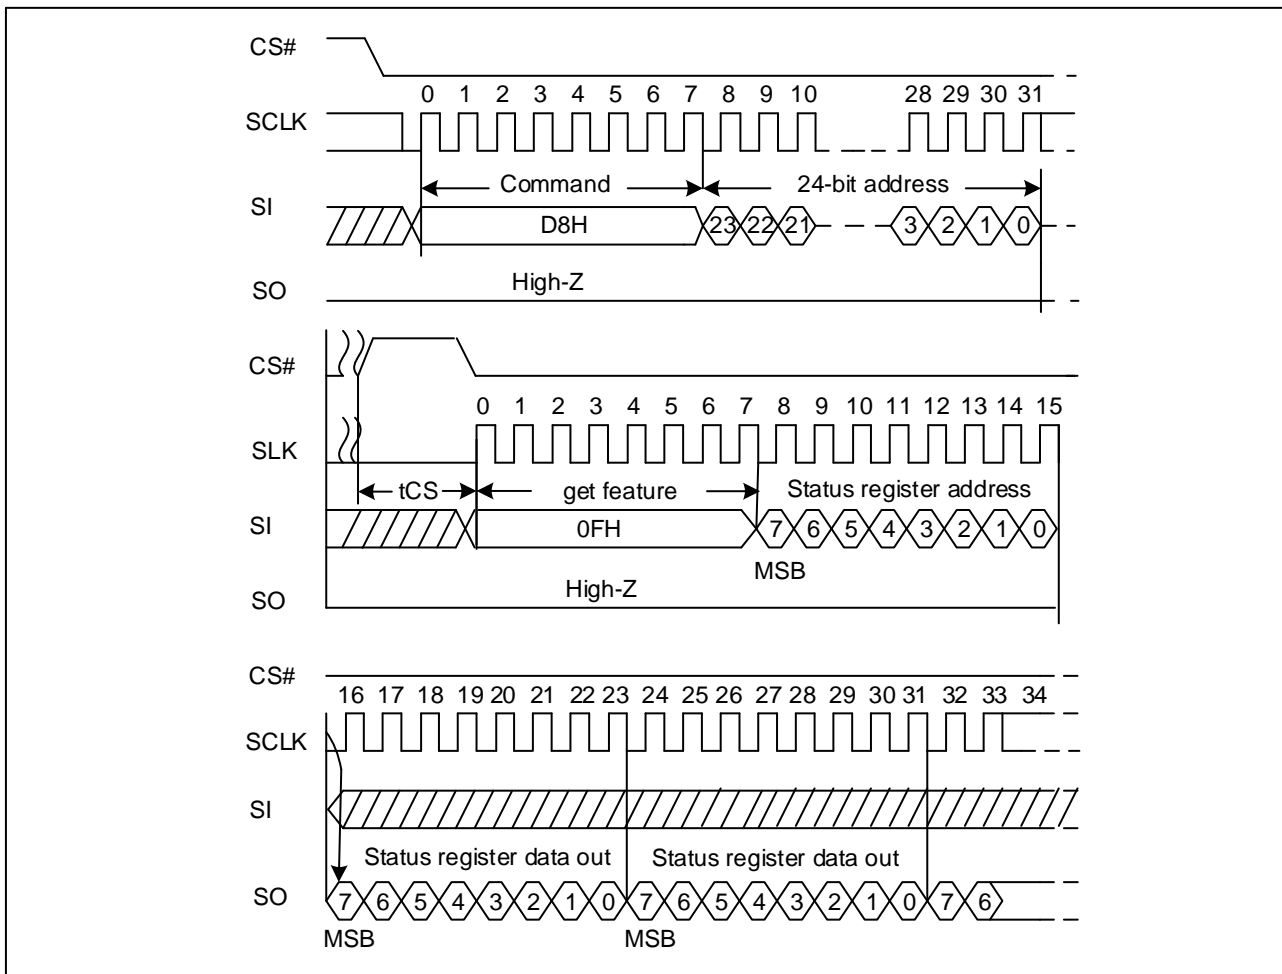 CS#
0 1 2 3 4 5 6 7 8 9 10 28 29 30 31
SCLK
Command 24-bit address
SI
D8H 23 22 21 3 2 1 0
High-Z
SO
CS#
0 1 2 3 4 5 6 7 8 9 10 11 12 13 14 15
SLK
tCS get feature Status register address
SI
0FH 7 6 5 4 3 2 1 0
MSB
High-Z
SO
CS#
16 17 18 19 20 21 22 23 24 25 26 27 28 29 30 31 32 33 34
SCLK
SI
Status register data out Status register data out
SO 7 6 5 4 3 2 1 0 7 6 5 4 3 2 1 0 7 6
MSB MSB